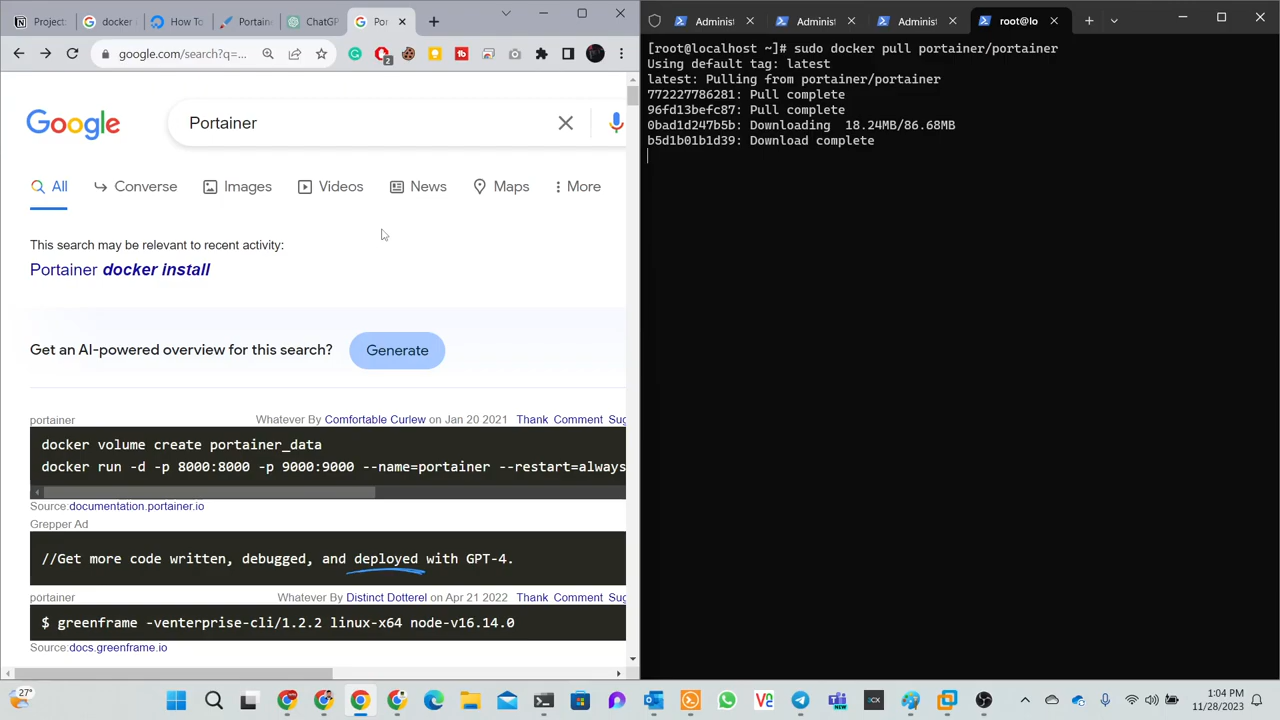 Project
docker
How To
Portain
ChatGP
Por
google.com/search?q=...
2
Google
Portainer
All
Converse
Images
Videos
News
Maps
More
This search may be relevant to recent activity:
Portainer docker install
Get an AI-powered overview for this search?
Generate
portainer
Whatever By Comfortable Curlew on Jan 20 2021 Thank Comment Sug
docker volume create portainer_data
docker run -d -p 8000:8000 -p 9000:9000 --name=portainer --restart=always
Source:documentation.portainer.io
Grepper Ad
//Get more code written, debugged, and deployed with GPT-4.
portainer
Whatever By Distinct Dotterel on Apr 21 2022 Thank Comment Sug
$ greenframe -venterprise-cli/1.2.2 linux-x64 node-v16.14.0
Source:docs.greenframe.io
Administ
Administ
Administ
root@lo
[root@localhost ~]# sudo docker pull portainer/portainer
Using default tag: latest
latest: Pulling from portainer/portainer
772227786281: Pull complete
96fd13befc87: Pull complete
0bad1d247b5b: Downloading 18.24MB/86.68MB
b5d1b01b1d39: Download complete
27°
1:04 PM
11/28/2023